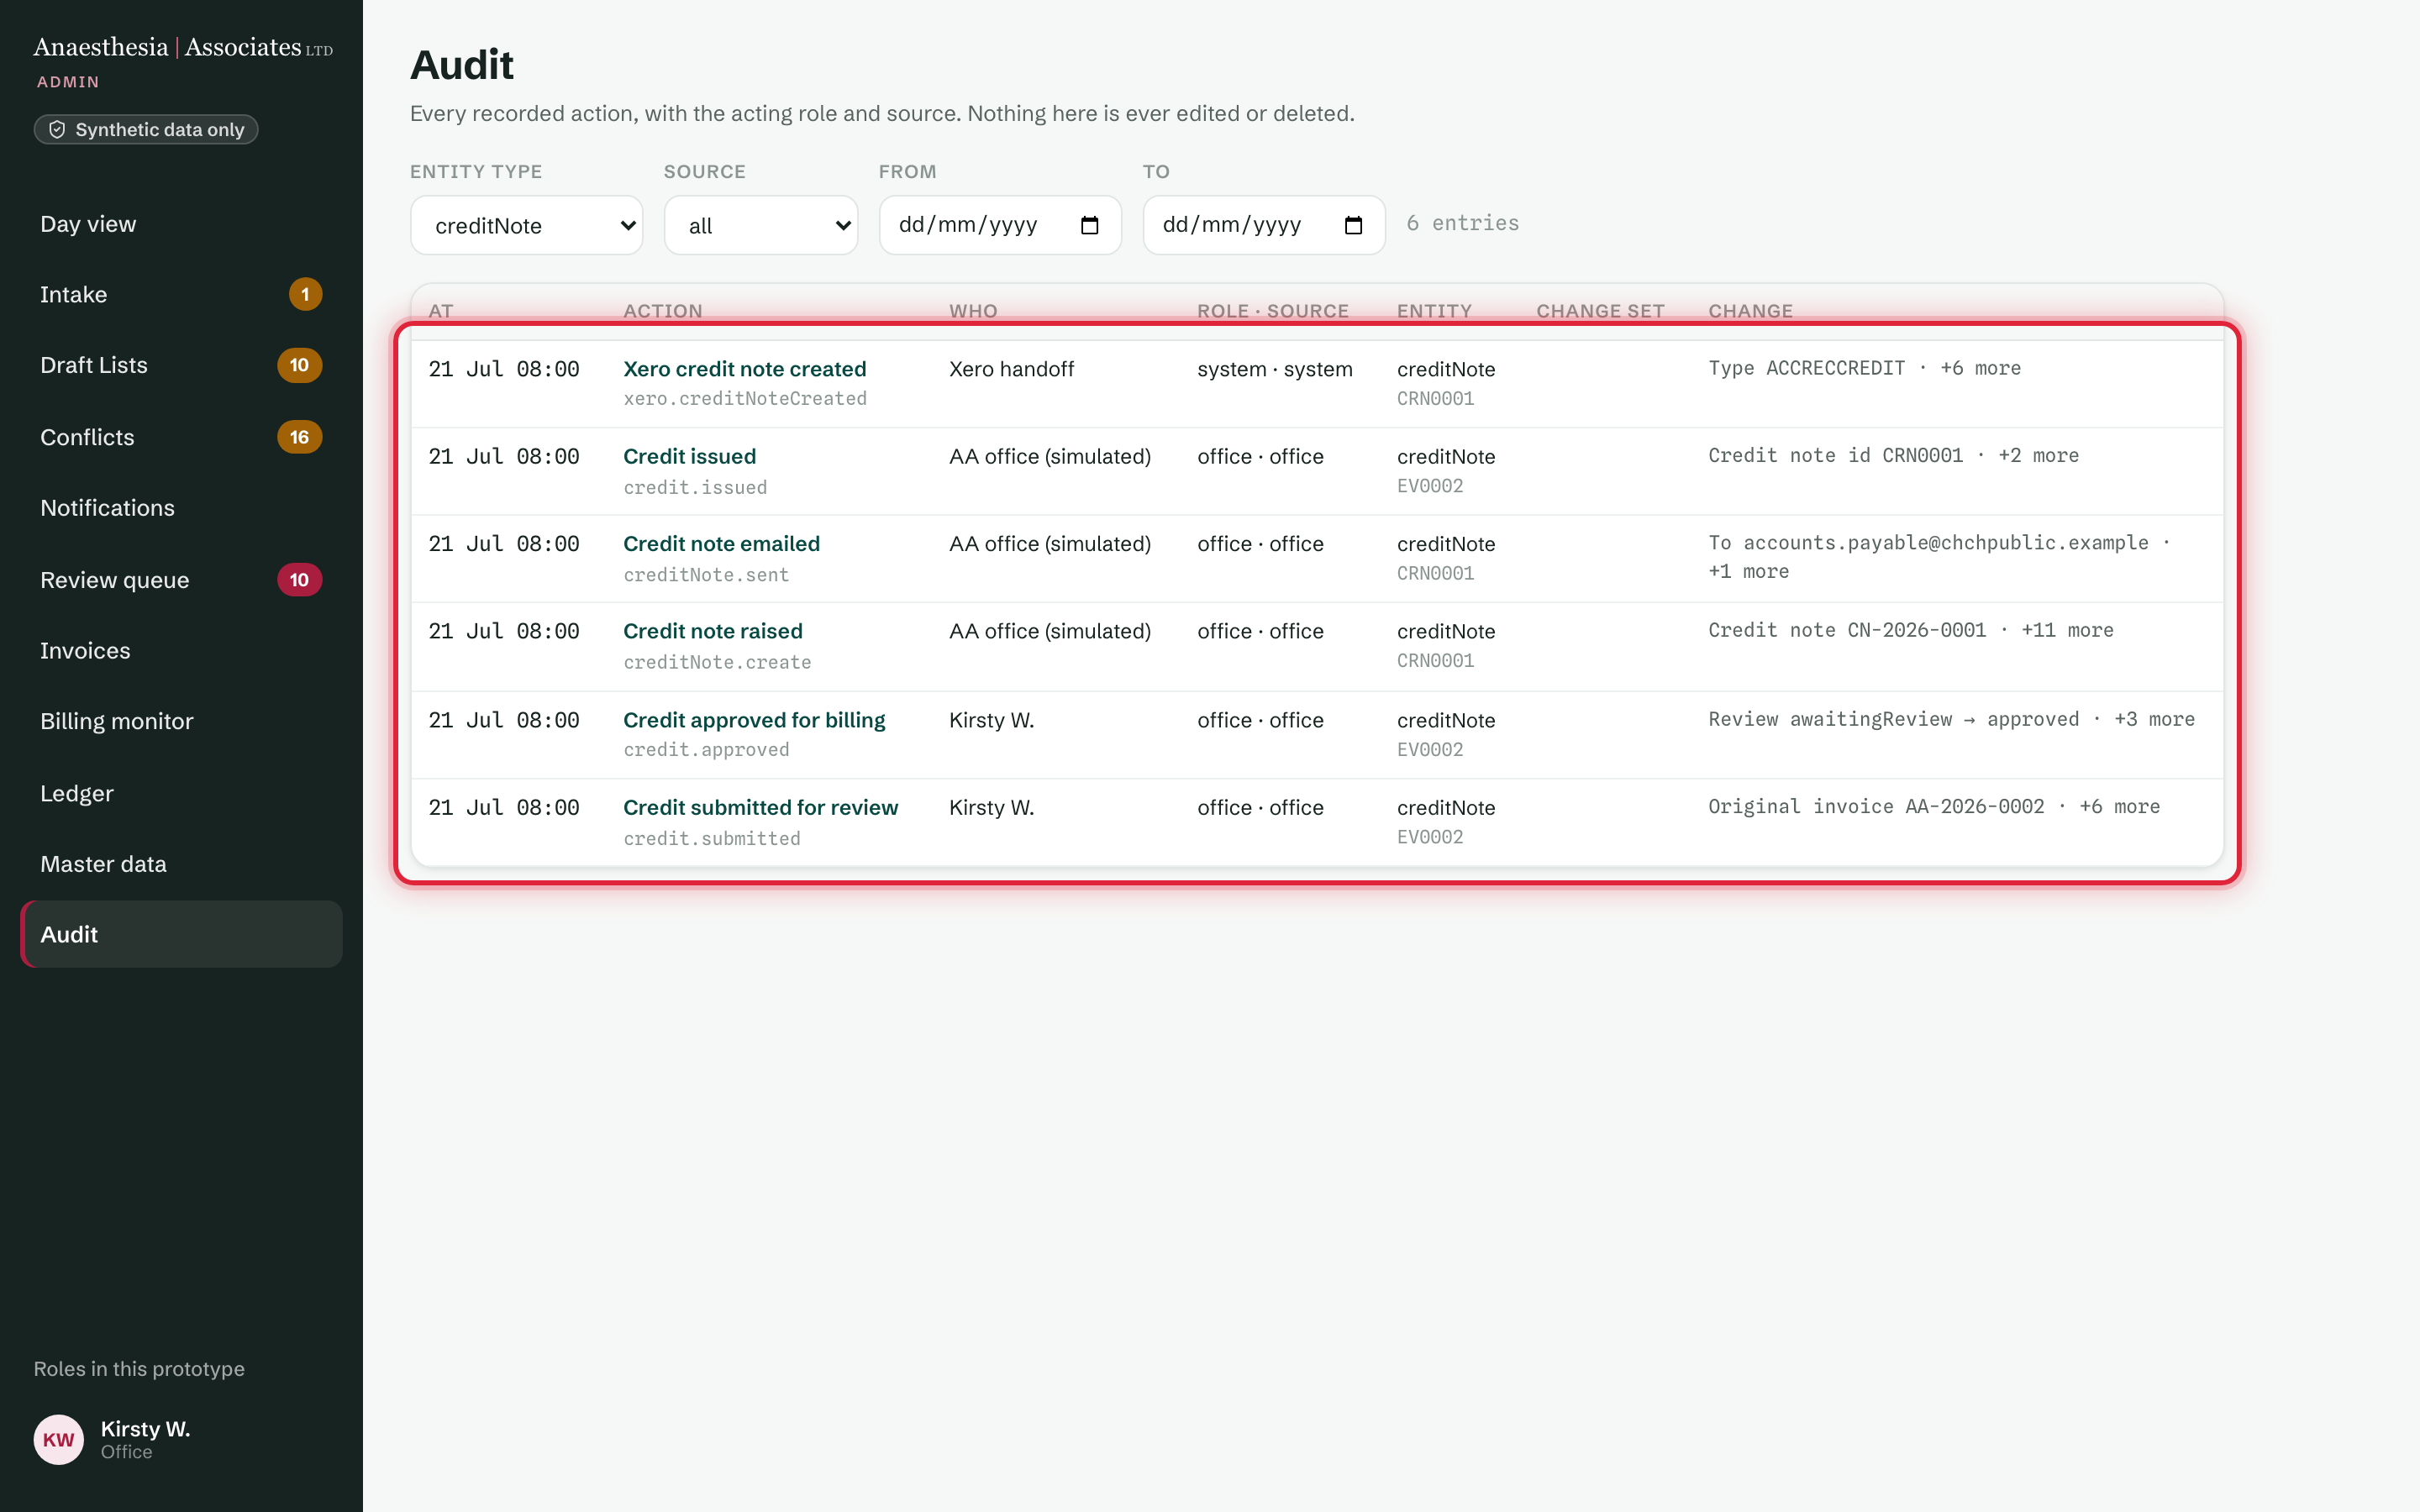 Anaesthesia | Associates LTD
ADMIN
Synthetic data only
Day view
Intake 1
Draft Lists 10
Conflicts 16
Notifications
Review queue 10
Invoices
Billing monitor
Ledger
Master data
Audit
Roles in this prototype
KW
Kirsty W.
Office
Audit
Every recorded action, with the acting role and source. Nothing here is ever edited or deleted.
ENTITY TYPE SOURCE FROM TO
creditNote all dd/mm/yyyy dd/mm/yyyy 6 entries
AT ACTION WHO ROLE · SOURCE ENTITY CHANGE SET CHANGE
21 Jul 08:00 Xero credit note created Xero handoff system · system creditNote Type ACCRECCREDIT · +6 more
xero.creditNoteCreated CRN0001
21 Jul 08:00 Credit issued AA office (simulated) office · office creditNote Credit note id CRN0001 · +2 more
credit.issued EV0002
21 Jul 08:00 Credit note emailed AA office (simulated) office · office creditNote To accounts.payable@chchpublic.example ·
creditNote.sent CRN0001 +1 more
21 Jul 08:00 Credit note raised AA office (simulated) office · office creditNote Credit note CN-2026-0001 · +11 more
creditNote.create CRN0001
21 Jul 08:00 Credit approved for billing Kirsty W. office · office creditNote Review awaitingReview → approved · +3 more
credit.approved EV0002
21 Jul 08:00 Credit submitted for review Kirsty W. office · office creditNote Original invoice AA-2026-0002 · +6 more
credit.submitted EV0002